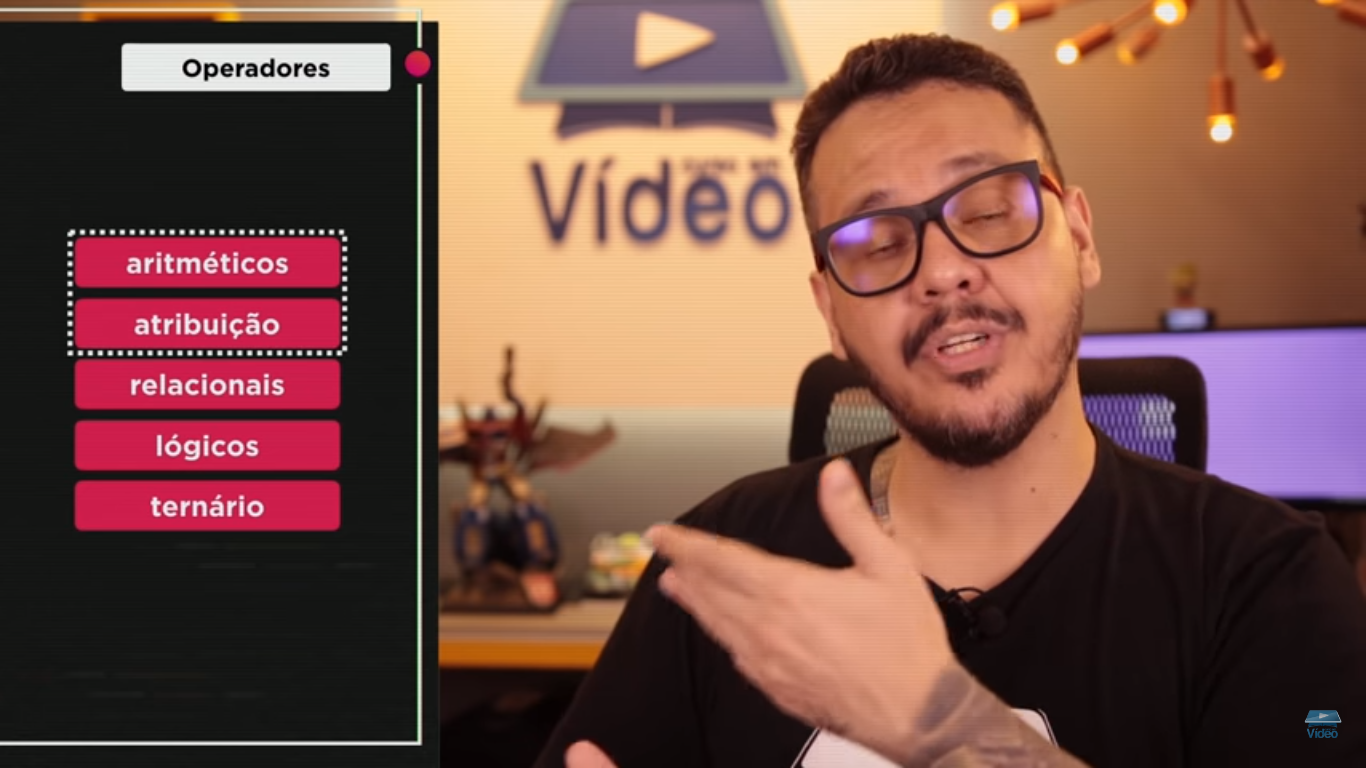 Operadores
aritméticos
atribuição
relacionais
lógicos
ternário
Vídeo
Vídeo